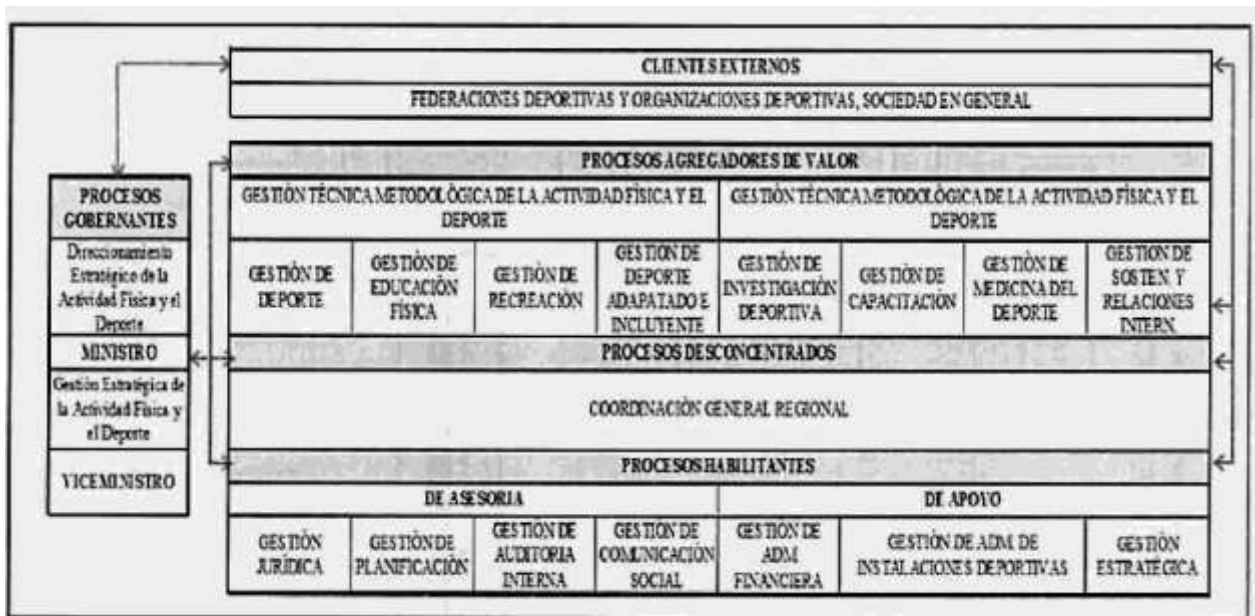 CLIENTES EXTERNOS
FEDERACIONES DEPORTIVAS Y ORGANIZACIONES DEPORTIVAS, SOCIEDAD EN GENERAL
PROCESOS GOBERNANTES
Direccionamiento
Estratégico de la
Actividad Física y el
Deporte
MINISTRO
Gestión Estratégica de
la Actividad Física y
el Deporte
VICEMINISTRO
PROCESOS AGREGADORES DE VALOR
GESTIÓN TÉCNICA METODOLÓGICA DE LA ACTIVIDAD FÍSICA Y EL
DEPORTE
GESTIÓN TÉCNICA METODOLÓGICA DE LA ACTIVIDAD FÍSICA Y EL
DEPORTE
GESTIÓN DE
DEPORTE
GESTIÓN DE
EDUCACIÓN
FÍSICA
GESTIÓN DE
RECREACIÓN
GESTIÓN DE
DEPORTE
ADAPATADO E
INCLUYENTE
GESTIÓN DE
INVESTIGACIÓN
DEPORTIVA
GESTIÓN DE
CAPACITACIÓN
GESTIÓN DE
MEDICINA DEL
DEPORTE
GESTION DE
SOSTEN. Y
RELACIONES
INTERN.
PROCESOS DESCONCENTRADOS
COORDINACIÓN GENERAL REGIONAL
PROCESOS HABILITANTES
DE ASESORIA
DE APOYO
GESTIÓN
JURÍDICA
GESTIÓN DE
PLANIFICACIÓN
GESTIÓN DE
AUDITORIA
INTERNA
GESTIÓN DE
COMUNICACIÓN
SOCIAL
GESTIÓN DE
ADM
FINANCIERA
GESTIÓN DE ADM. DE
INSTALACIONES DEPORTIVAS
GESTIÓN
ESTRATÉGICA